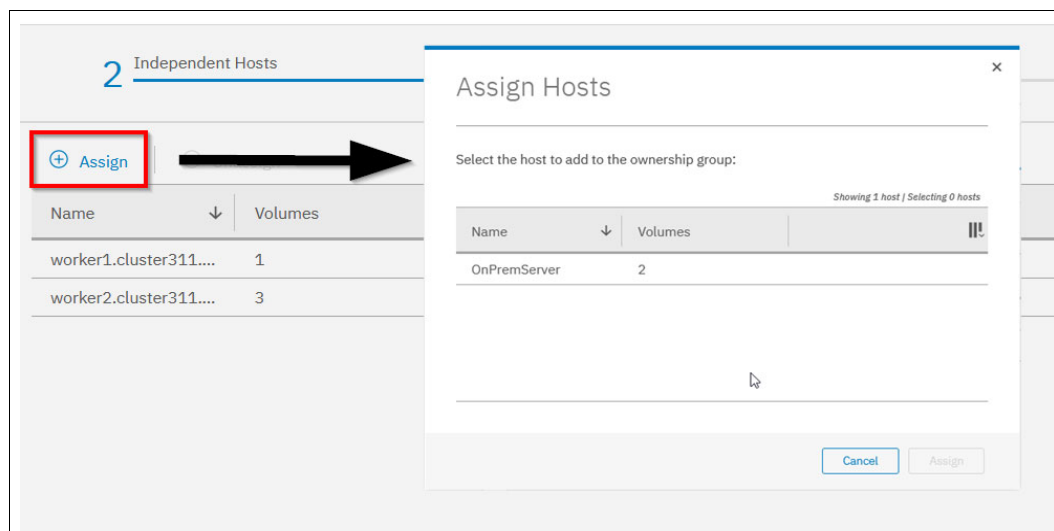 2 Independent Hosts
Assign
Name Volumes
worker1.cluster311.... 1
worker2.cluster311.... 3
×
Assign Hosts
Select the host to add to the ownership group:
Showing 1 host | Selecting 0 hosts
Name Volumes
OnPremServer 2
Cancel Assign